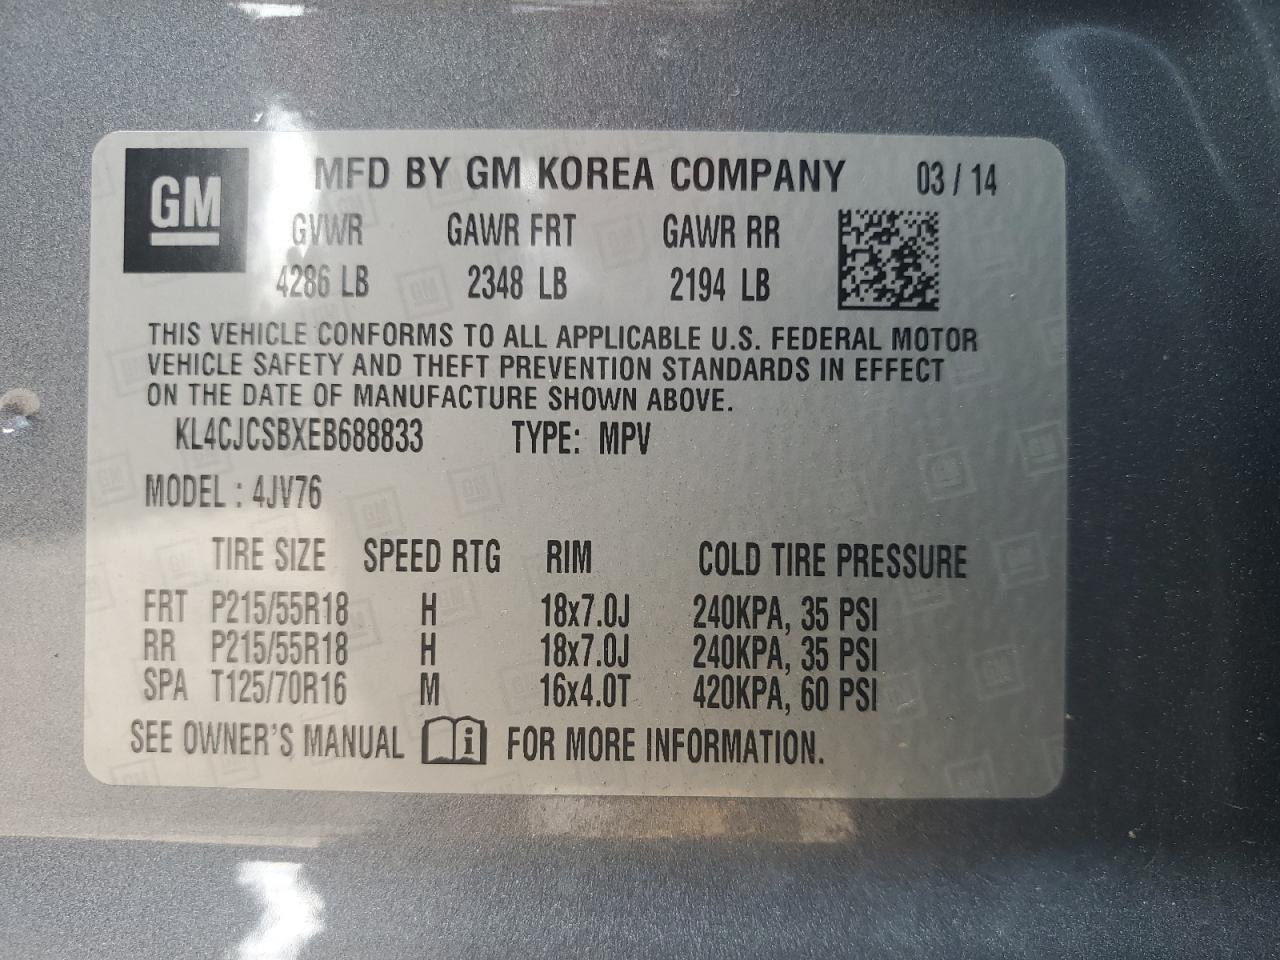 GM MFD BY GM KOREA COMPANY 03 / 14
GVWR GAWR FRT GAWR RR
4286 LB 2348 LB 2194 LB
THIS VEHICLE CONFORMS TO ALL APPLICABLE U.S. FEDERAL MOTOR
VEHICLE SAFETY AND THEFT PREVENTION STANDARDS IN EFFECT
ON THE DATE OF MANUFACTURE SHOWN ABOVE.
KL4CJCSBXEB688833 TYPE: MPV
MODEL : 4JV76
TIRE SIZE SPEED RTG RIM COLD TIRE PRESSURE
FRT P215/55R18 H 18x7.0J 240KPA, 35 PSI
RR P215/55R18 H 18x7.0J 240KPA, 35 PSI
SPA T125/70R16 M 16x4.0T 420KPA, 60 PSI
SEE OWNER'S MANUAL i FOR MORE INFORMATION.